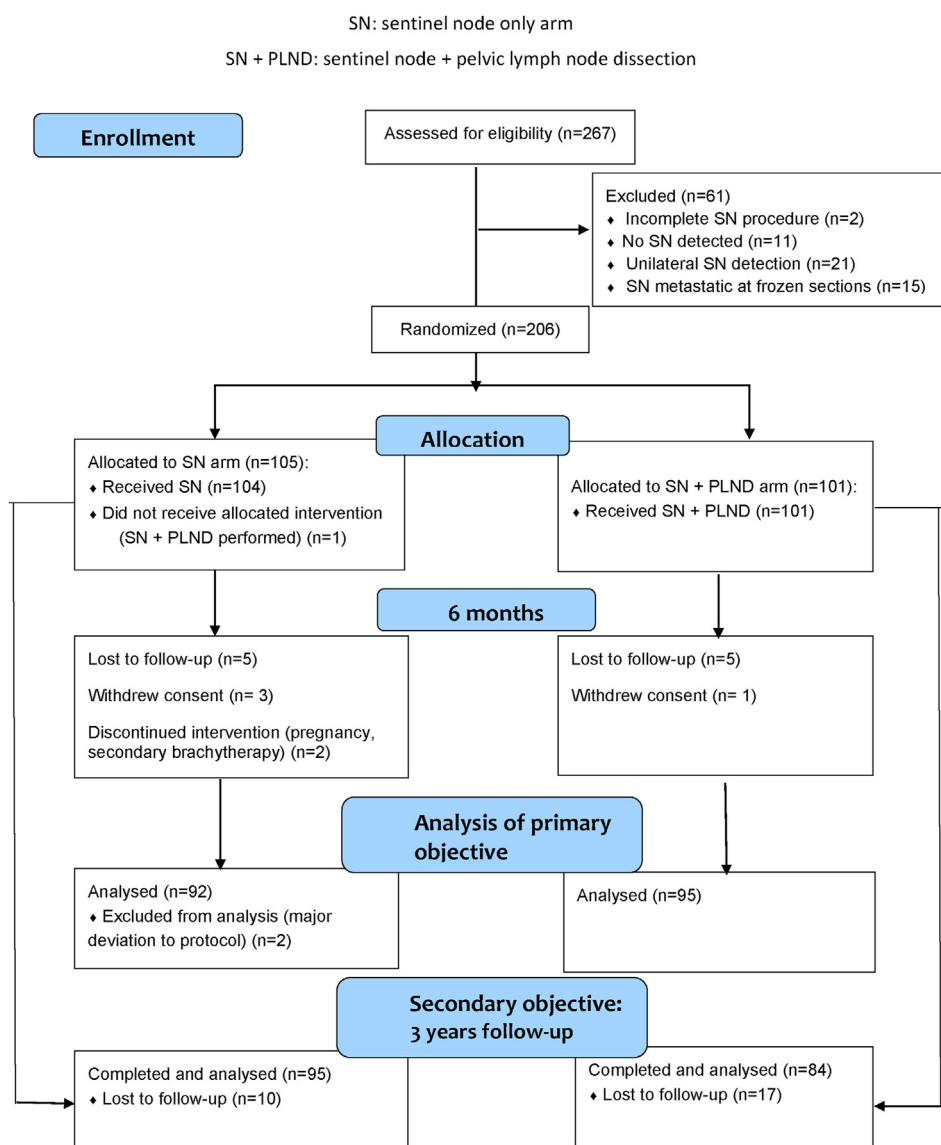 SN: sentinel node only arm
SN + PLND: sentinel node + pelvic lymph node dissection
Enrollment
Assessed for eligibility (n=267)
Excluded (n=61)
♦ Incomplete SN procedure (n=2)
♦ No SN detected (n=11)
♦ Unilateral SN detection (n=21)
♦ SN metastatic at frozen sections (n=15)
Randomized (n=206)
Allocation
Allocated to SN arm (n=105):
♦ Received SN (n=104)
♦ Did not receive allocated intervention
(SN + PLND performed) (n=1)
Allocated to SN + PLND arm (n=101):
♦ Received SN + PLND (n=101)
6 months
Lost to follow-up (n=5)
Withdrew consent (n= 3)
Discontinued intervention (pregnancy,
secondary brachytherapy) (n=2)
Lost to follow-up (n=5)
Withdrew consent (n= 1)
Analysis of primary
objective
Analysed (n=92)
♦ Excluded from analysis (major
deviation to protocol) (n=2)
Analysed (n=95)
Secondary objective:
3 years follow-up
Completed and analysed (n=95)
♦ Lost to follow-up (n=10)
Completed and analysed (n=84)
♦ Lost to follow-up (n=17)